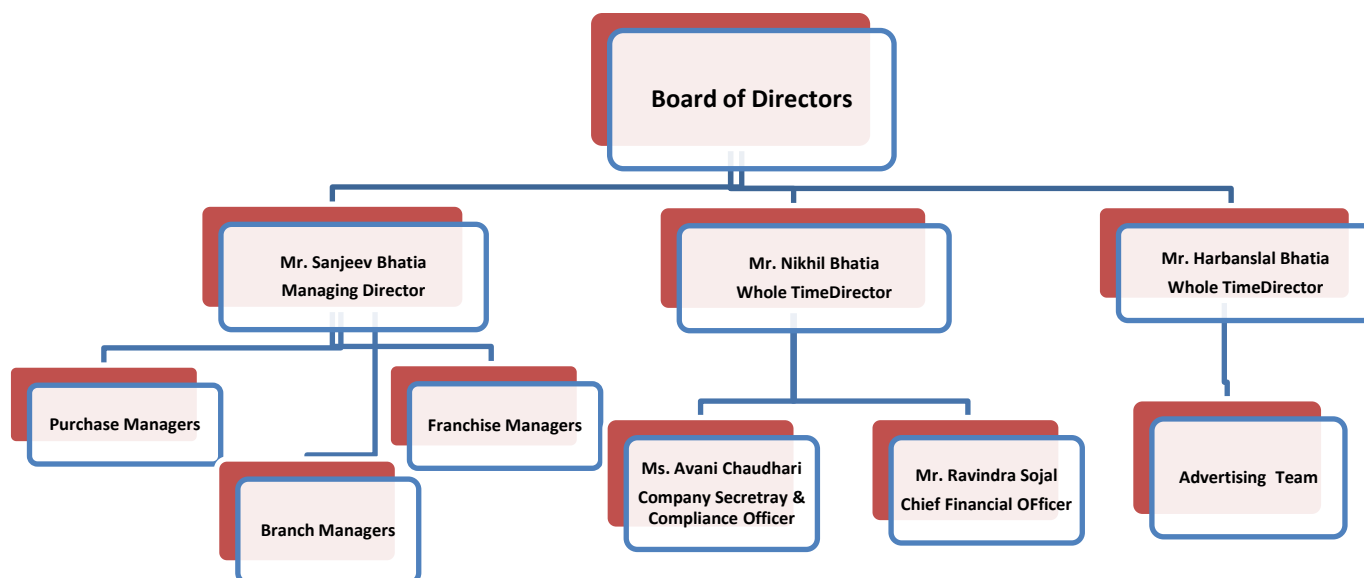 Board of Directors
Mr. Sanjeev Bhatia
Managing Director
Mr. Nikhil Bhatia
Whole TimeDirector
Mr. Harbanslal Bhatia
Whole TimeDirector
Purchase Managers
Branch Managers
Franchise Managers
Ms. Avani Chaudhari
Company Secretray &
Compliance Officer
Mr. Ravindra Sojal
Chief Financial OFficer
Advertising Team